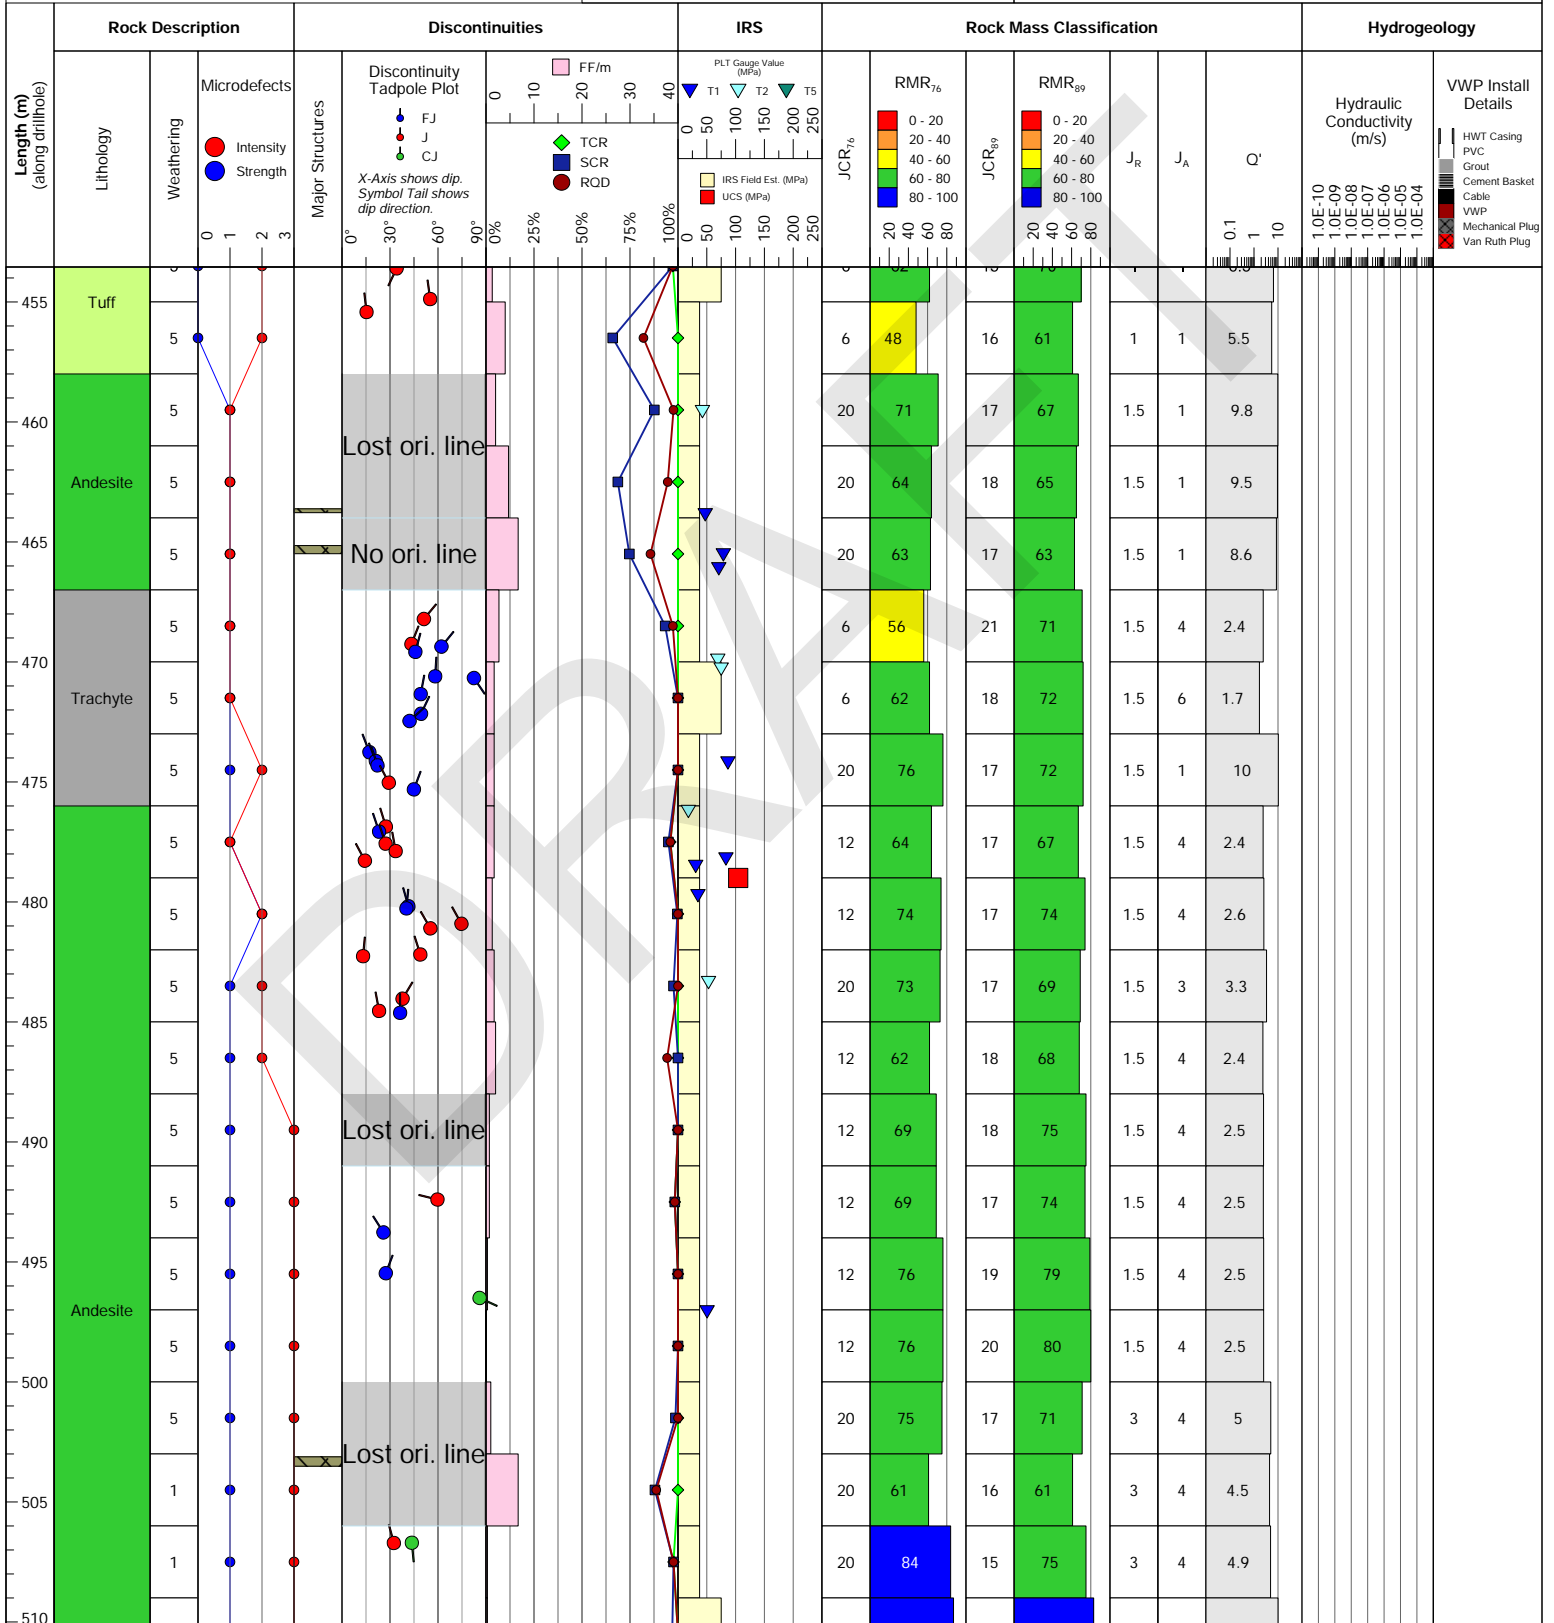 Rock Description
Discontinuities
IRS
Rock Mass Classification
Hydrogeology
Length (m)
(along drillhole)
Lithology
Weathering
Microdefects
Intensity
Strength
0 1 2 3
Major Structures
Discontinuity
Tadpole Plot
FJ
J
CJ
X-Axis shows dip.
Symbol Tail shows
dip direction.
0° 30° 60° 90°
FF/m
0 10 20 30 40
TCR
SCR
RQD
0% 25% 50% 75% 100%
PLT Gauge Value
(MPa)
T1 T2 T5
0 50 100 150 200 250
IRS Field Est. (MPa)
UCS (MPa)
0 50 100 150 200 250
JCR76
RMR76
0 - 20
20 - 40
40 - 60
60 - 80
80 - 100
20 40 60 80
JCR89
RMR89
0 - 20
20 - 40
40 - 60
60 - 80
80 - 100
20 40 60 80
JR
JA
Q'
0.1 1 10
Hydraulic
Conductivity
(m/s)
1.0E-10 1.0E-09 1.0E-08 1.0E-07 1.0E-06 1.0E-05 1.0E-04
VWP Install
Details
HWT Casing
PVC
Grout
Cement Basket
Cable
VWP
Mechanical Plug
Van Ruth Plug
455
Tuff
5 6 48 16 61 1 1 5.5
5 20 71 17 67 1.5 1 9.8
460
Lost ori. line
Andesite
5 20 64 18 65 1.5 1 9.5
465
No ori. line
5 20 63 17 63 1.5 1 8.6
5 6 56 21 71 1.5 4 2.4
470
Trachyte
5 6 62 18 72 1.5 6 1.7
5 20 76 17 72 1.5 1 10
475
5 12 64 17 67 1.5 4 2.4
480
5 12 74 17 74 1.5 4 2.6
5 20 73 17 69 1.5 3 3.3
485
5 12 62 18 68 1.5 4 2.4
5 Lost ori. line 12 69 18 75 1.5 4 2.5
490
5 12 69 17 74 1.5 4 2.5
495
5 12 76 19 79 1.5 4 2.5
Andesite
5 12 76 20 80 1.5 4 2.5
500
5 20 75 17 71 3 4 5
Lost ori. line
1 20 61 16 61 3 4 4.5
505
1 20 84 15 75 3 4 4.9
510
DRAFT